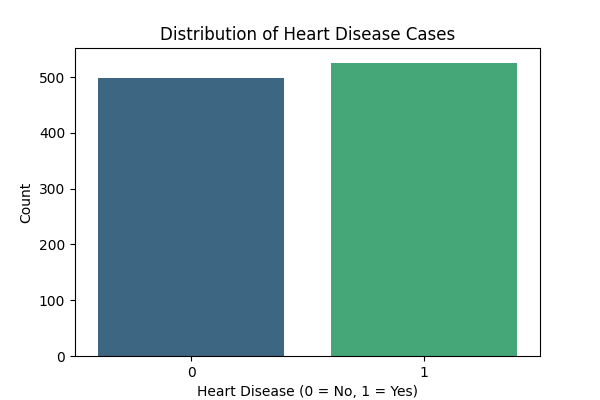 Distribution of Heart Disease Cases
500
400
300
200
100
0
Count
0 1
Heart Disease (0 = No, 1 = Yes)